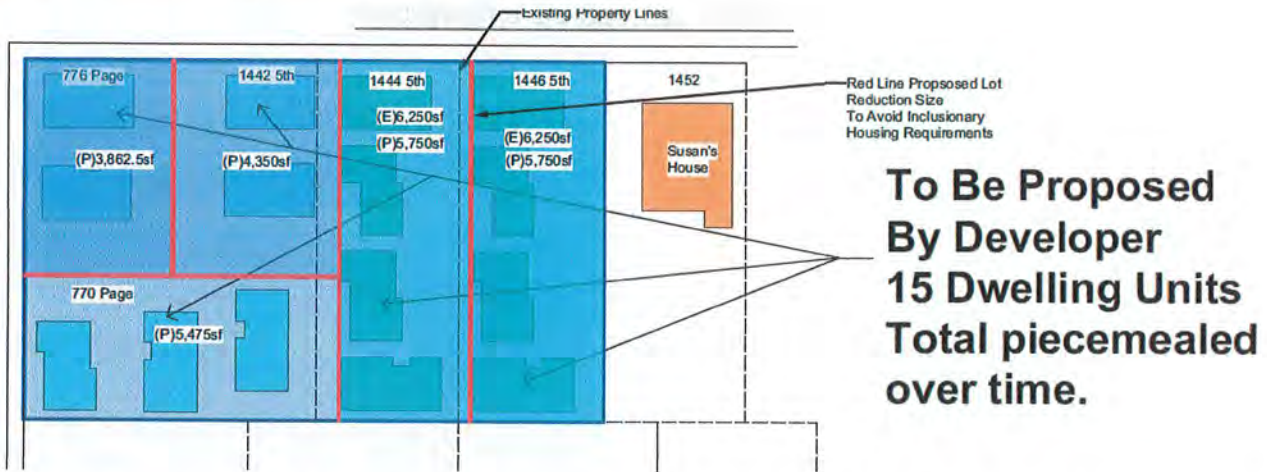 Existing Property Lines
776 Page
1442 5th
1444 5th
1446 5th
1452
Red Line Propsosed Lot
Reduction Size
To Avoid Inclusionary
Housing Requirements
(E)6,250sf
(P)5,750sf
(E)6,250sf
(P)5,750sf
(P)3,862.5sf
(P)4,350sf
Susan's
House
770 Page
(P)5,475sf
To Be Proposed
By Developer
15 Dwelling Units
Total piecemealed
over time.